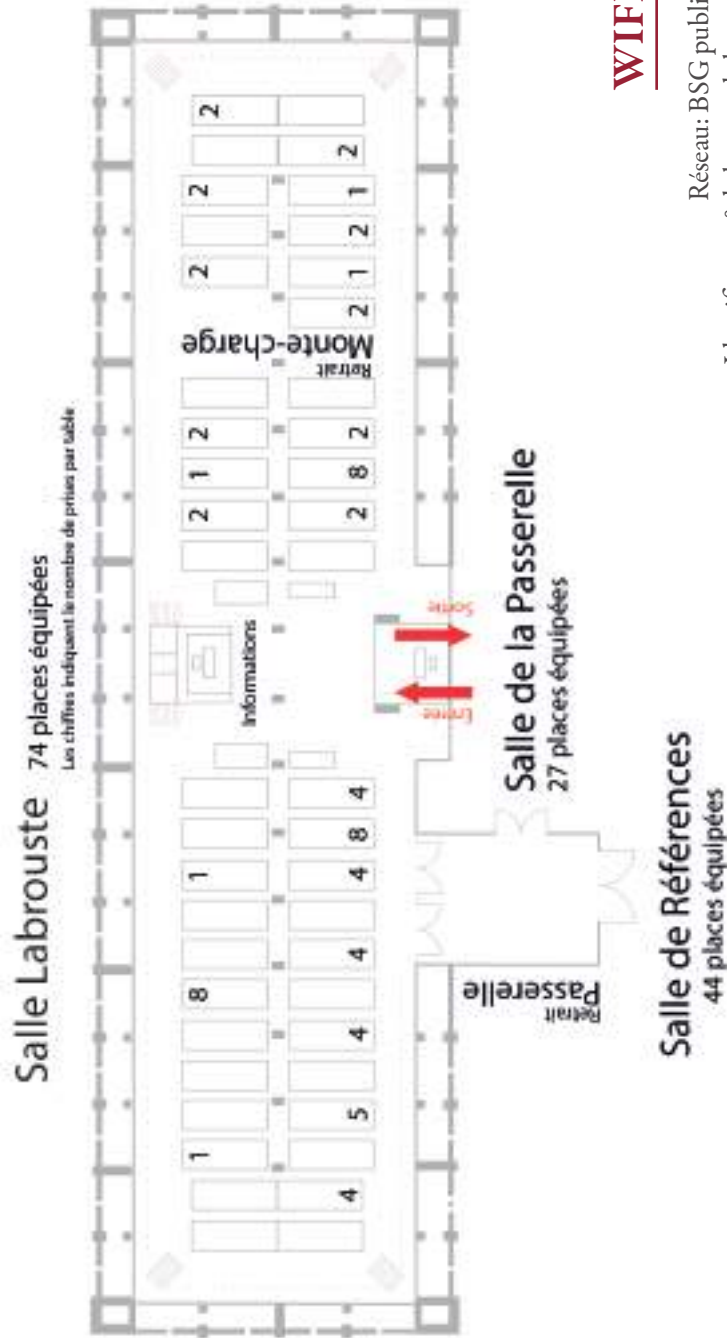 Salle Labrouste 74 places équipées
Les chiffres indiquent le nombre de prises par table
1 8 1 2 1 2 2 2 2
Informations
Retrait
Monte-charge
4 5 4 4 4 8 4 2 8 2 2 1 2 1 2
Entrée
Sortie
Retrait
Passerelle
Salle de la Passerelle
27 places équipées
Salle de Références
44 places équipées
WIFI
Réseau: BSG publi